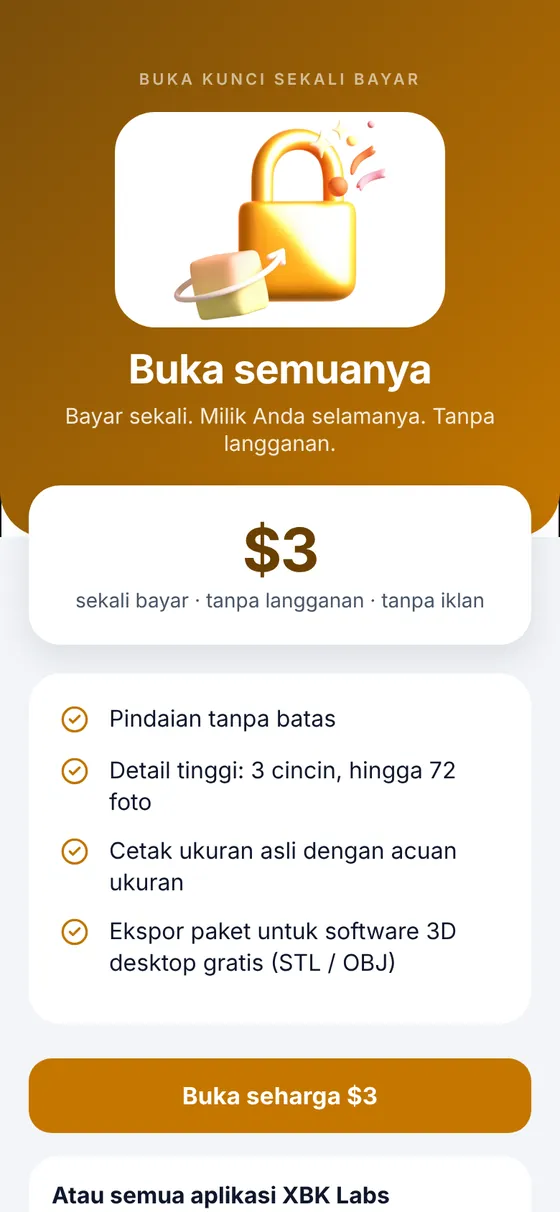 BUKA KUNCI SEKALI BAYAR
Buka semuanya
Bayar sekali. Milik Anda selamanya. Tanpa
langganan.
$3
sekali bayar · tanpa langganan · tanpa iklan
Pindaian tanpa batas
Detail tinggi: 3 cincin, hingga 72
foto
Cetak ukuran asli dengan acuan
ukuran
Ekspor paket untuk software 3D
desktop gratis (STL / OBJ)
Buka seharga $3
Atau semua aplikasi XBK Labs